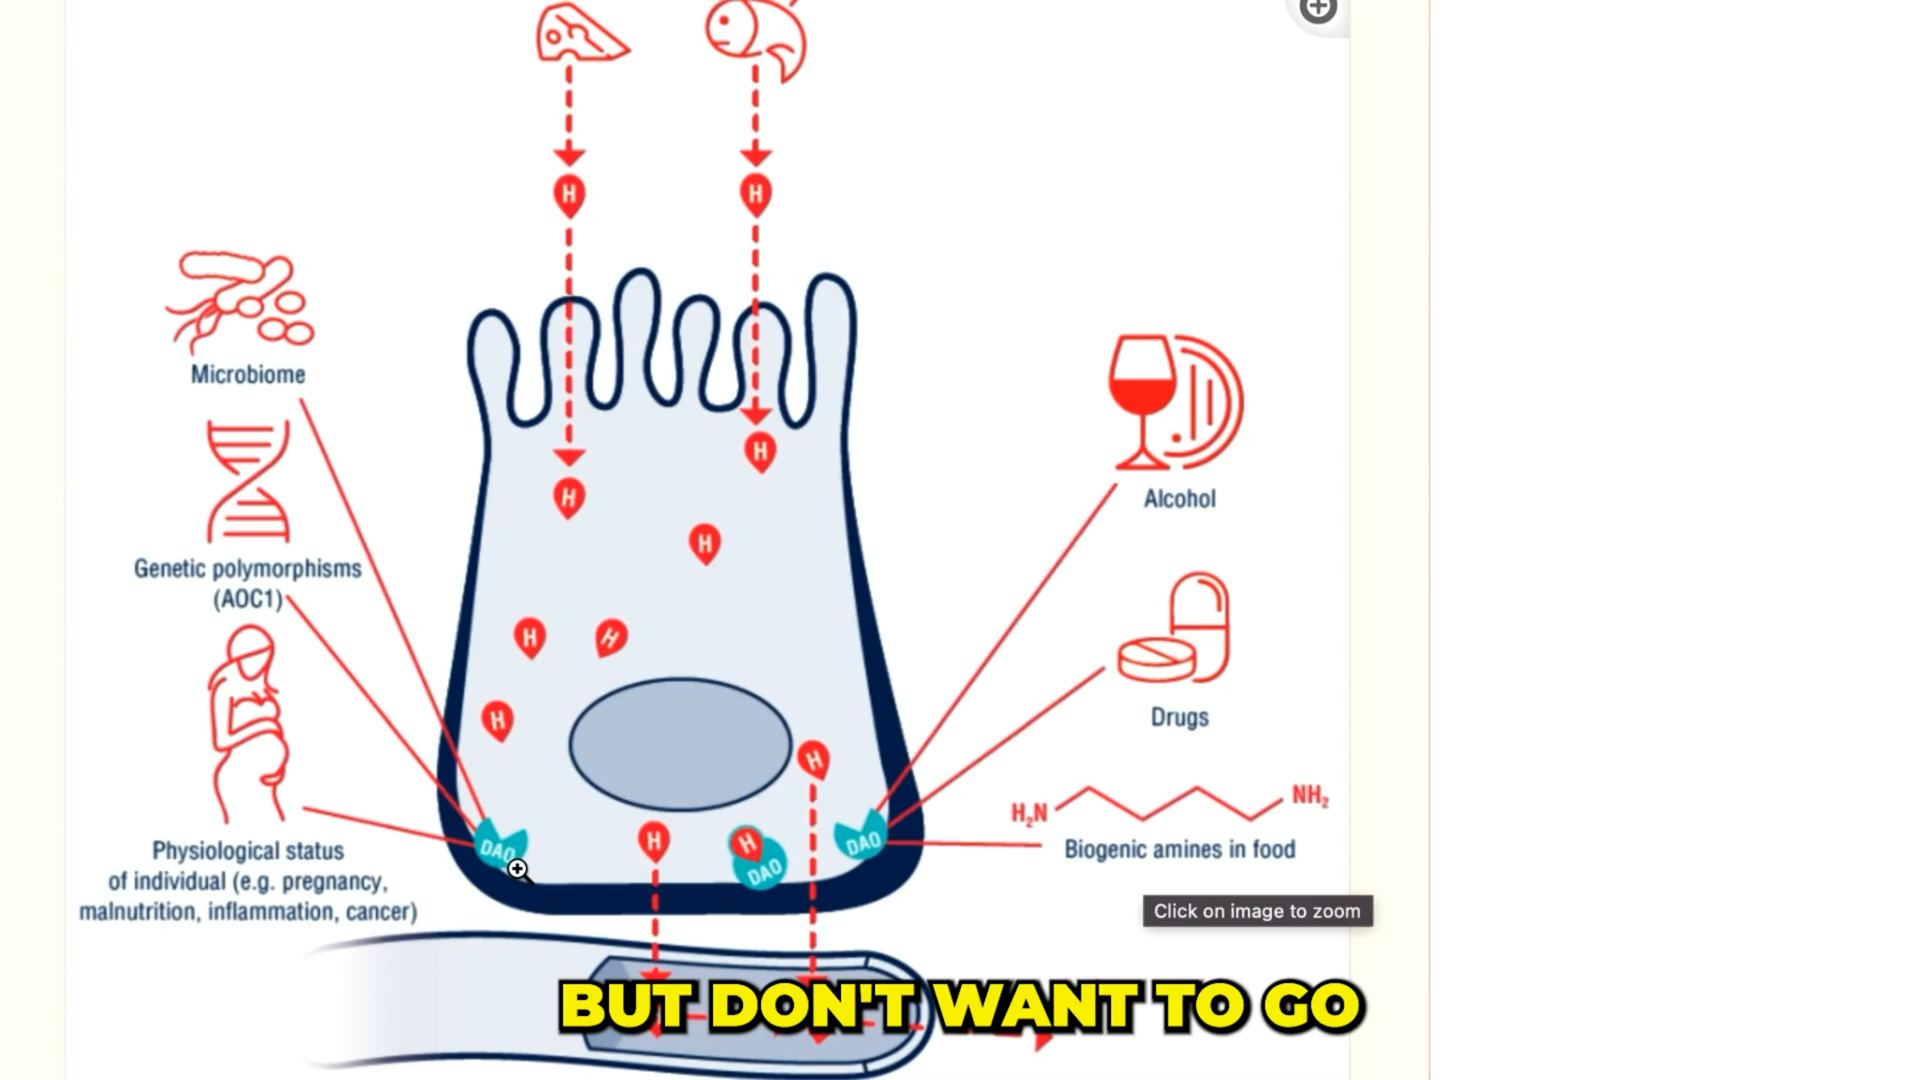 H
H
Microbiome
H
H
Alcohol
H
Genetic polymorphisms
(AOC1)
H
H
Drugs
H
H
H₂N
NH₂
H
H
DAO
DAO
DAO
Physiological status
of individual (e.g. pregnancy,
malnutrition, inflammation, cancer)
Biogenic amines in food
Click on image to zoom
BUT DON'T WANT TO GO